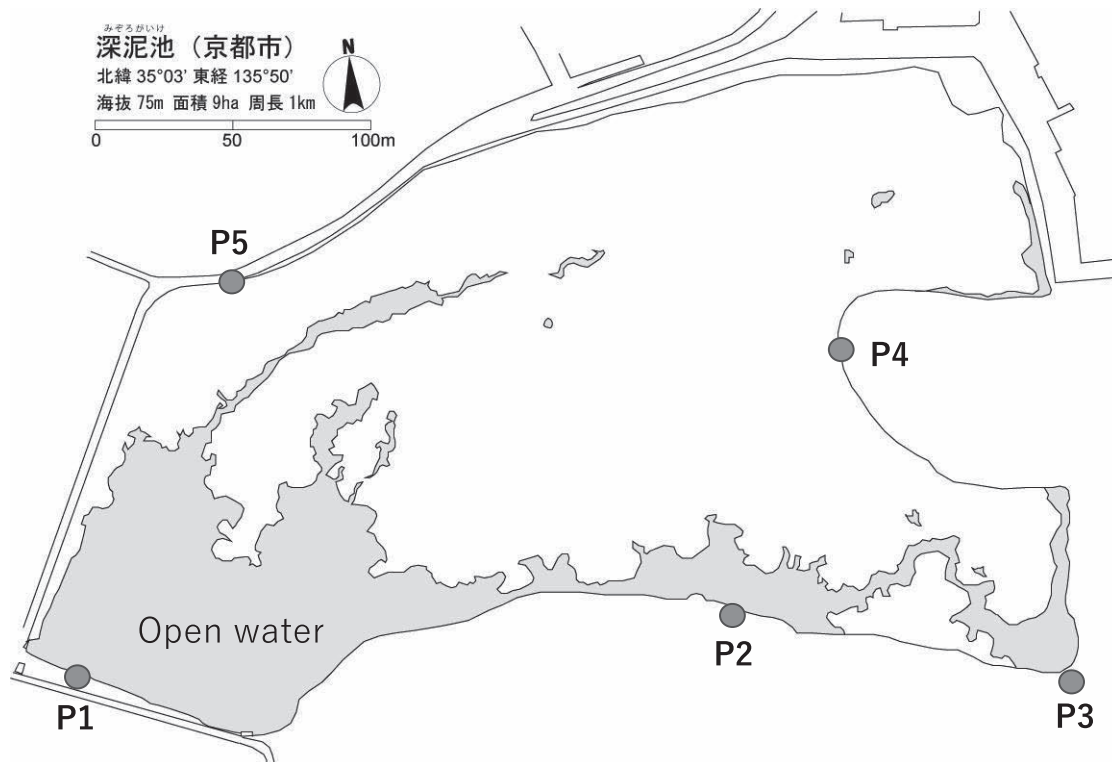 みぞろがいけ
深泥池（京都市）
N
北緯 35°03' 東経 135°50'
海抜 75m 面積 9ha 周長 1km
0 50 100m
P5
P4
Open water
P2
P1
P3